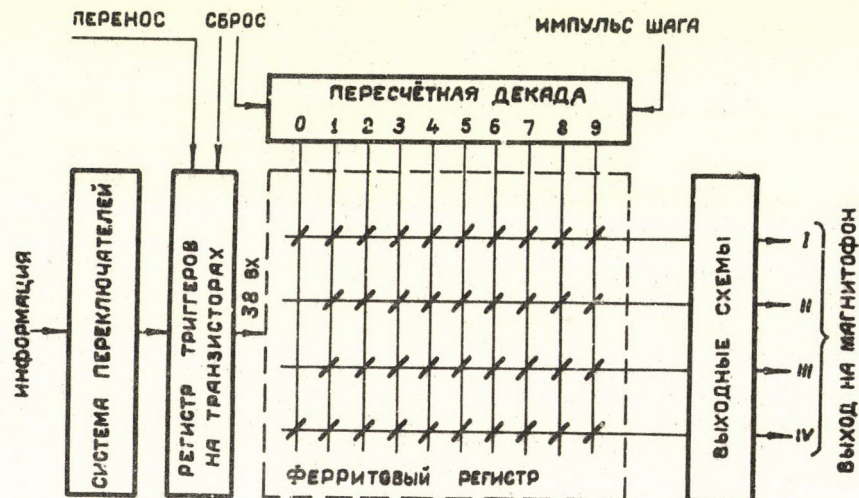 ПЕРЕНОС
СБРОС
ИМПУЛЬС ШАГА
ПЕРЕСЧЁТНАЯ ДЕКАДА
0 1 2 3 4 5 6 7 8 9
ИНФОРМАЦИЯ
СИСТЕМА ПЕРЕКЛЮЧАТЕЛЕЙ
РЕГИСТР ТРИГГЕРОВ
НА ТРАНЗИСТОРАХ
38 ВХ
ФЕРРИТОВЫЙ РЕГИСТР
ВЫХОДНЫЕ СХЕМЫ
I
II
III
IV
ВЫХОД НА МАГНИТОФОН